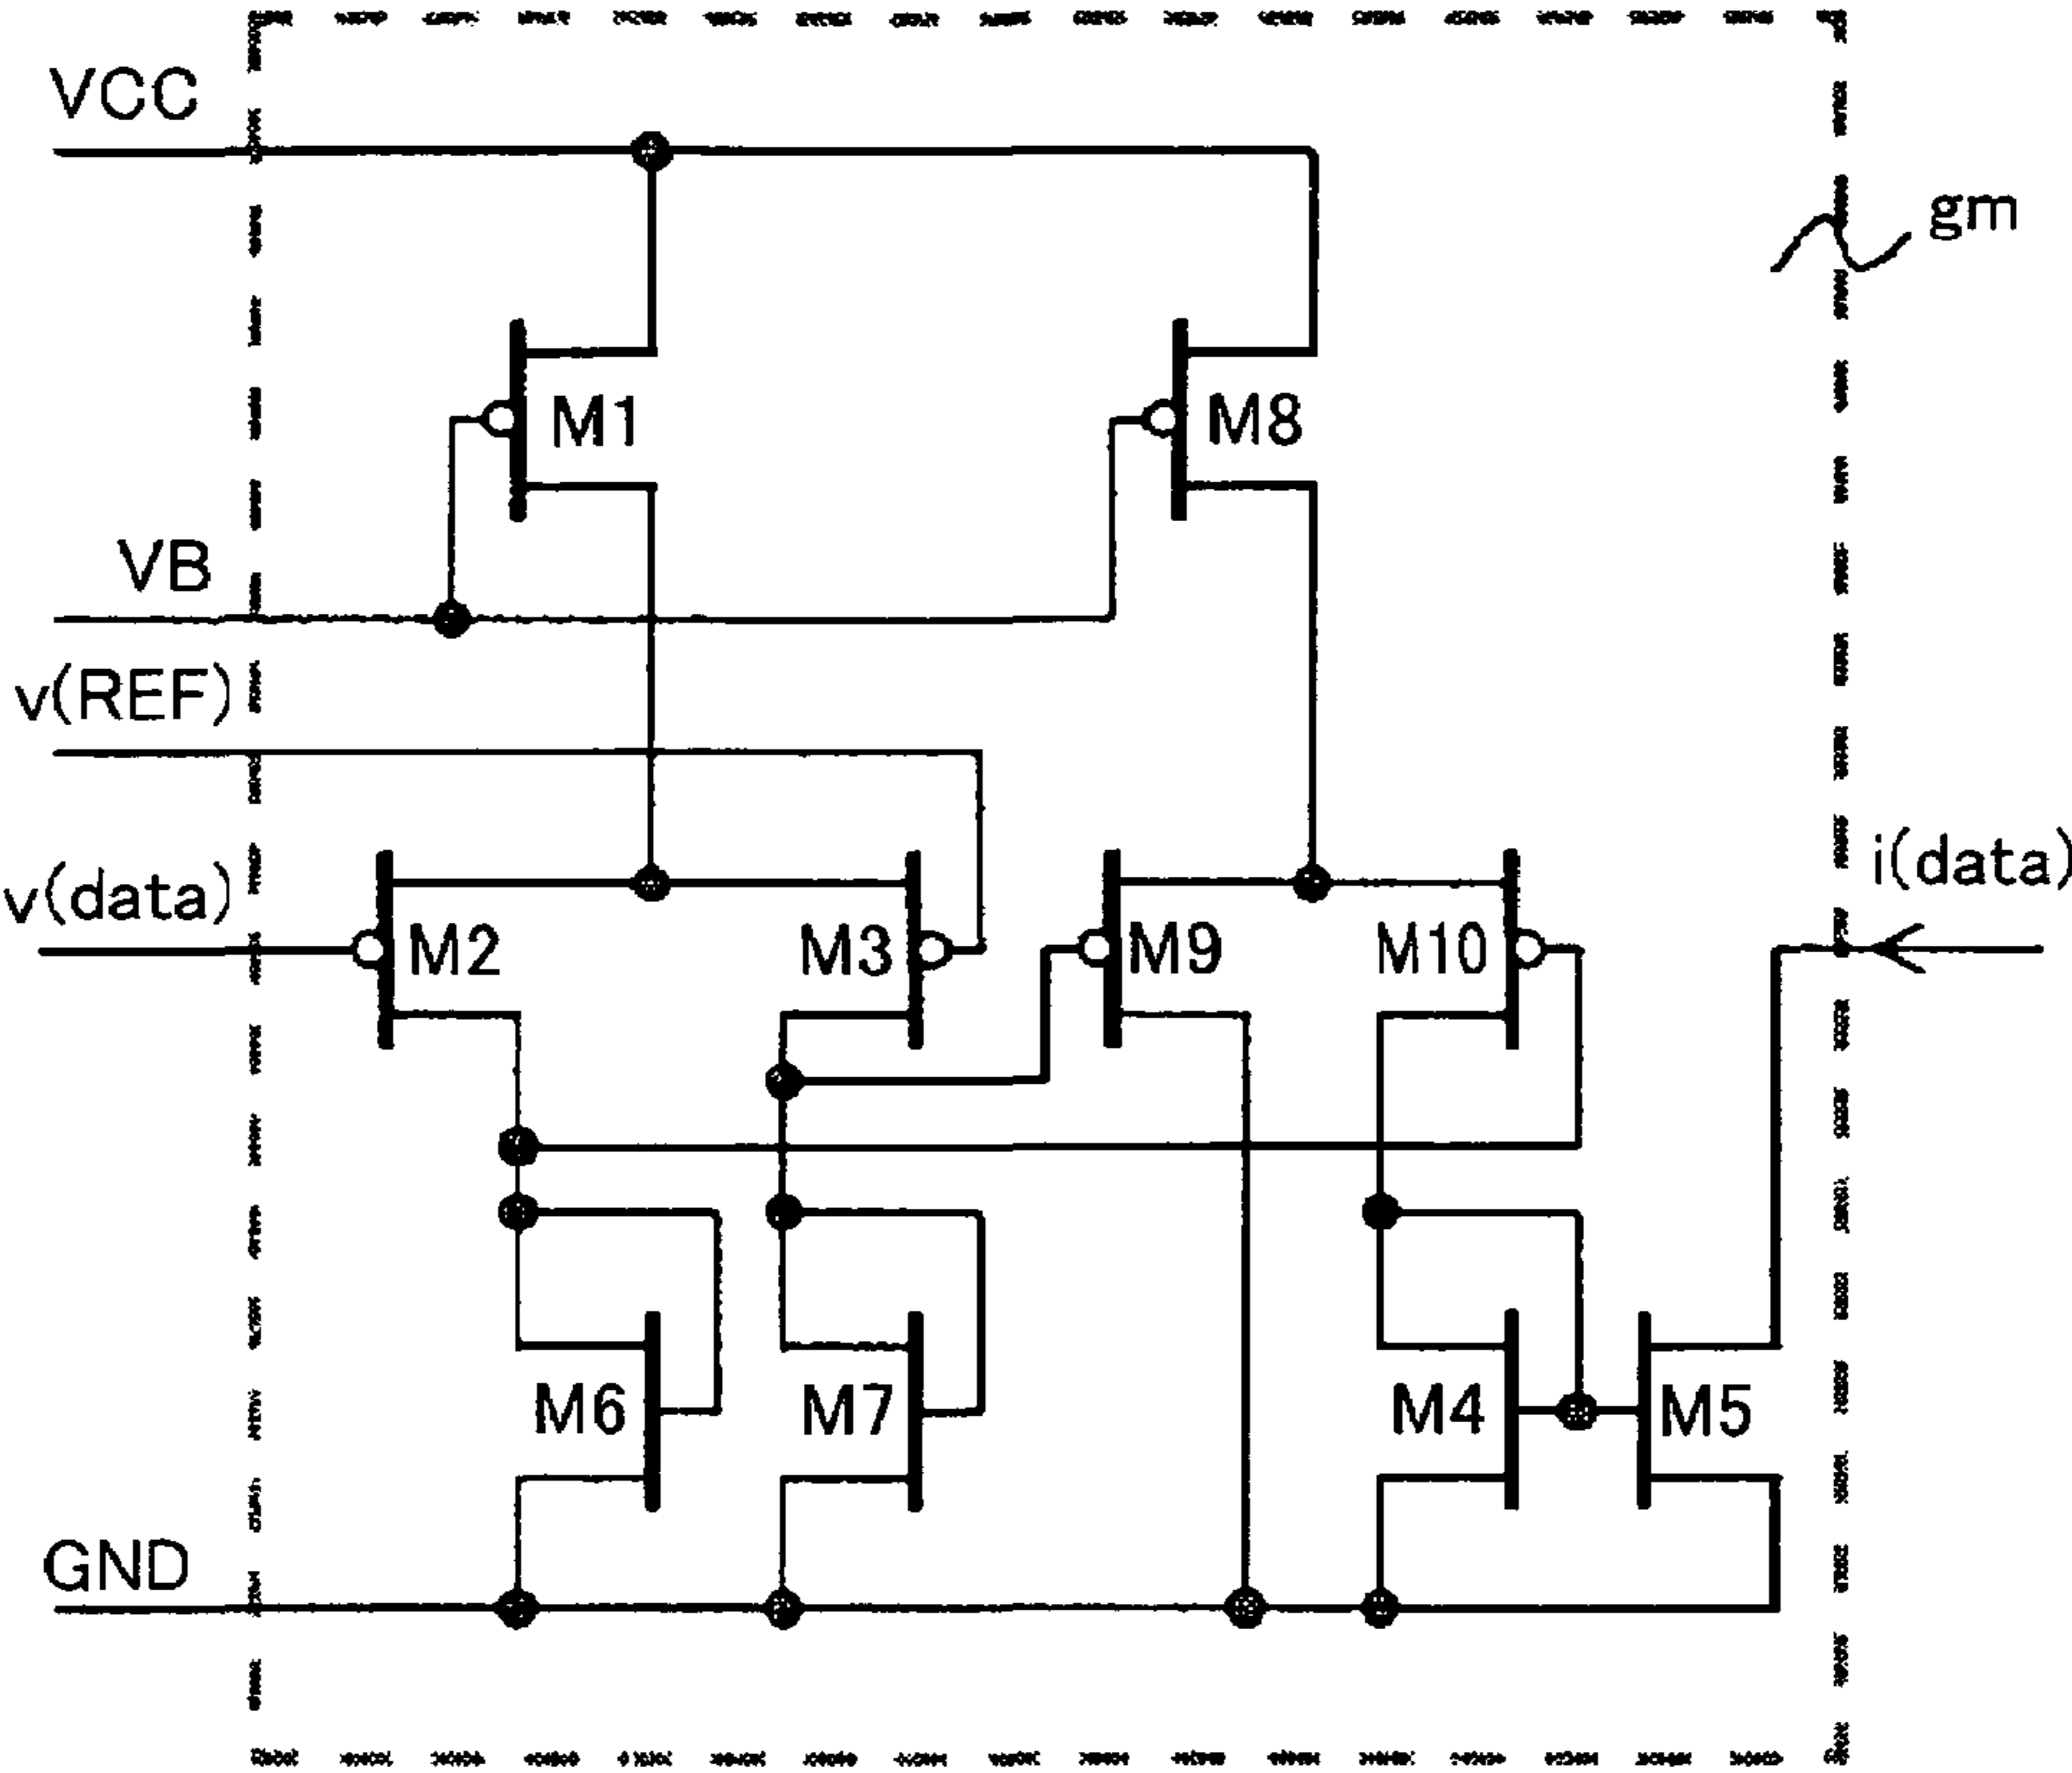 VCC
gm
M1
M8
VB
v(REF)
v(data)
i(data)
M2
M3
M9
M10
M6
M7
M4
M5
GND